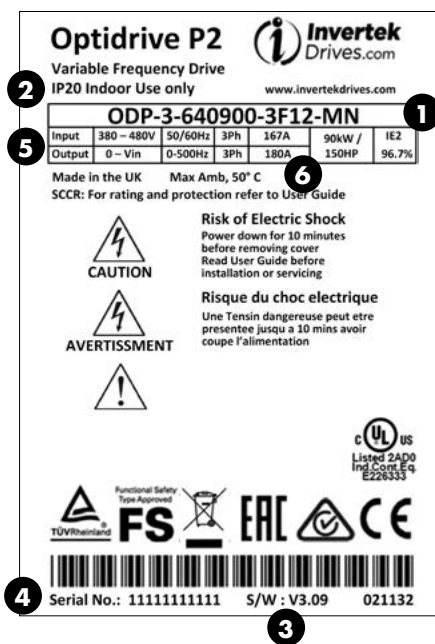 Optidrive P2
Invertek
Drives.com
Variable Frequency Drive
2 IP20 Indoor Use only
www.invertekdrives.com
ODP-3-640900-3F12-MN 1
5 Input 380 – 480V 50/60Hz 3Ph 167A 90kW / 150HP IE2 96.7%
Output 0 – Vin 0-500Hz 3Ph 180A
6
Made in the UK Max Amb, 50° C
SCCR: For rating and protection refer to User Guide
Risk of Electric Shock
Power down for 10 minutes
before removing cover
Read User Guide before
installation or servicing
CAUTION
Risque du choc electrique
Une Tensin dangereuse peut etre
presentee jusqu a 10 mins avoir
coupe l'alimentation
AVERTISSMENT
C UL US
Listed 2AD0
Ind.Cont.Eq.
E226333
TÜVRheinland
Functional Safety
Type Approved
FS
EAC
CE
4 Serial No.: 11111111111 S/W : V3.09 021132
3